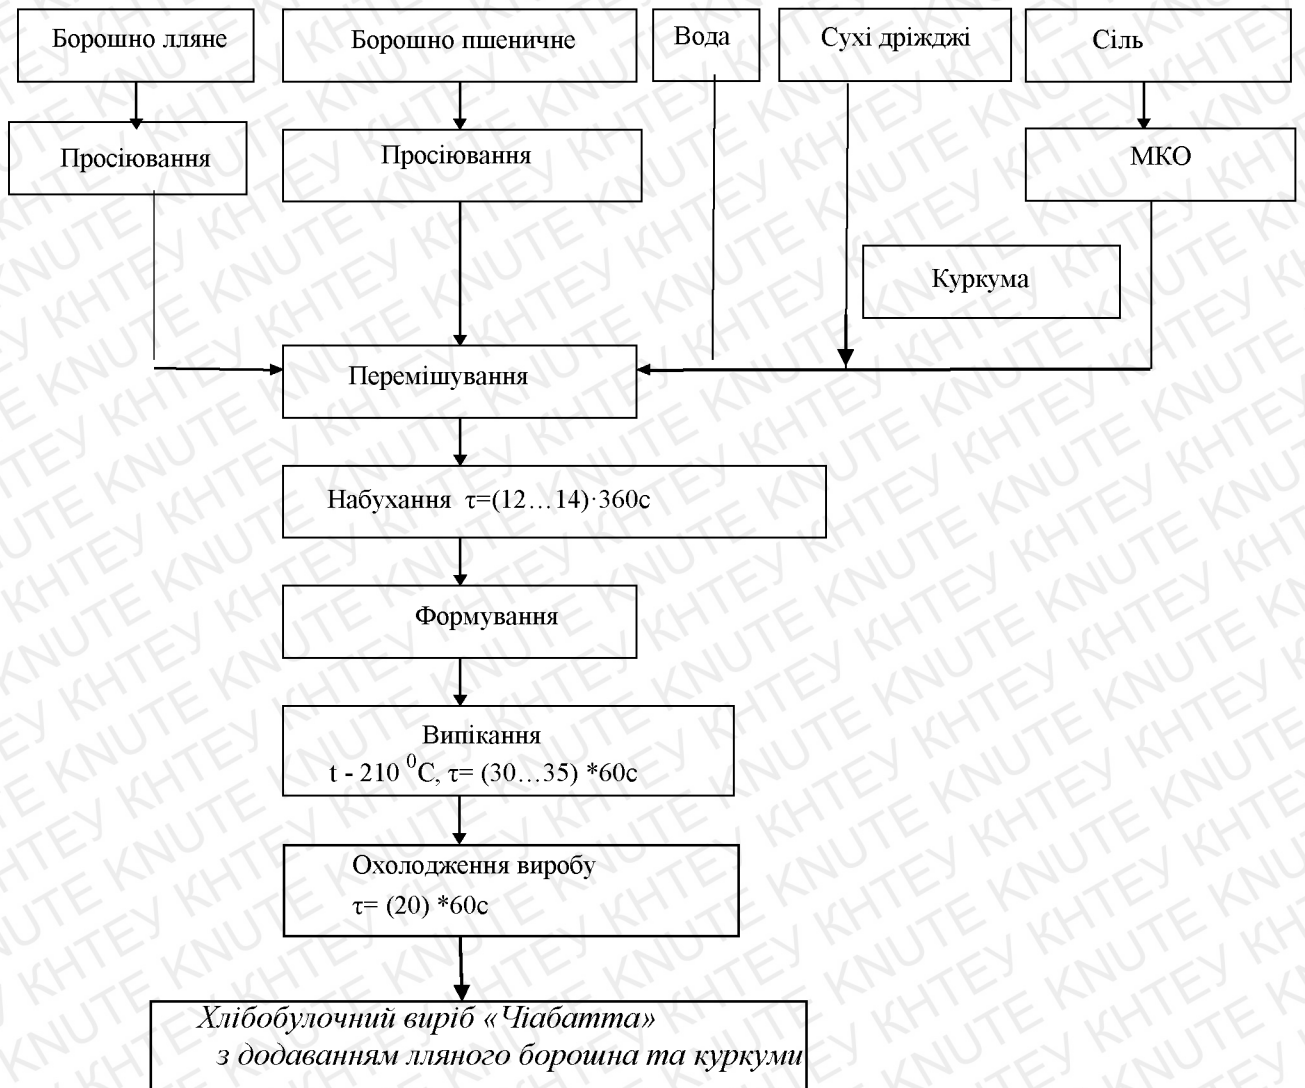 Борошно лляне
Борошно пшеничне
Вода
Сухі дріжджі
Сіль
Просіювання
Просіювання
МКО
Куркума
Перемішування
Набухання τ=(12…14)·360с
Формування
Випікання
t - 210 ⁰С, τ= (30…35) *60с
Охолодження виробу
τ= (20) *60с
Хлібобулочний виріб «Чіабатта»
з додаванням лляного борошна та куркуми